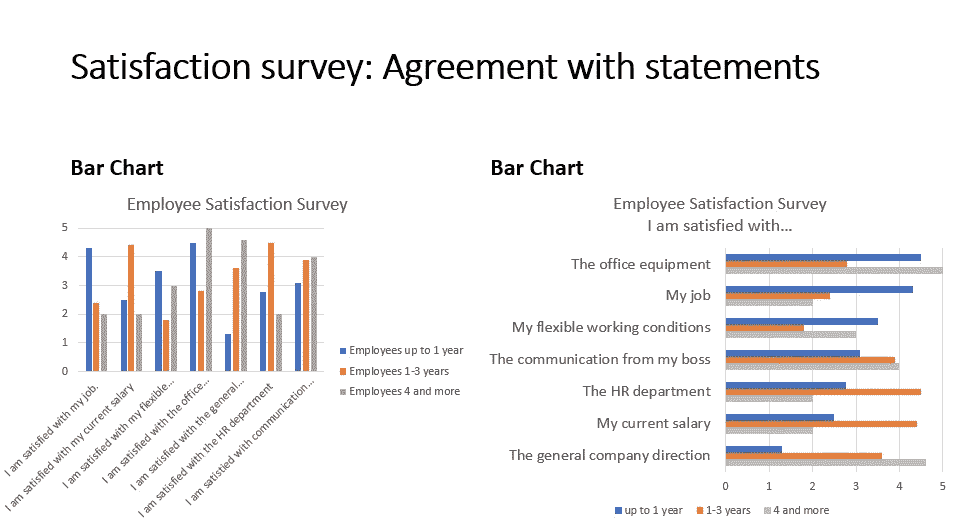 Satisfaction survey: Agreement with statements
Bar Chart
Employee Satisfaction Survey
5
4
3
2
1
0
I am satisfied with my job.
I am satisfied with my current salary
I am satisfied with my flexible...
I am satisfied with the office...
I am satisfied with the general...
I am satisfied with the HR department
I am satisfied with communication...
Employees up to 1 year
Employees 1-3 years
Employees 4 and more
Bar Chart
Employee Satisfaction Survey
I am satisfied with...
The office equipment
My job
My flexible working conditions
The communication from my boss
The HR department
My current salary
The general company direction
0 1 2 3 4 5
up to 1 year 1-3 years 4 and more